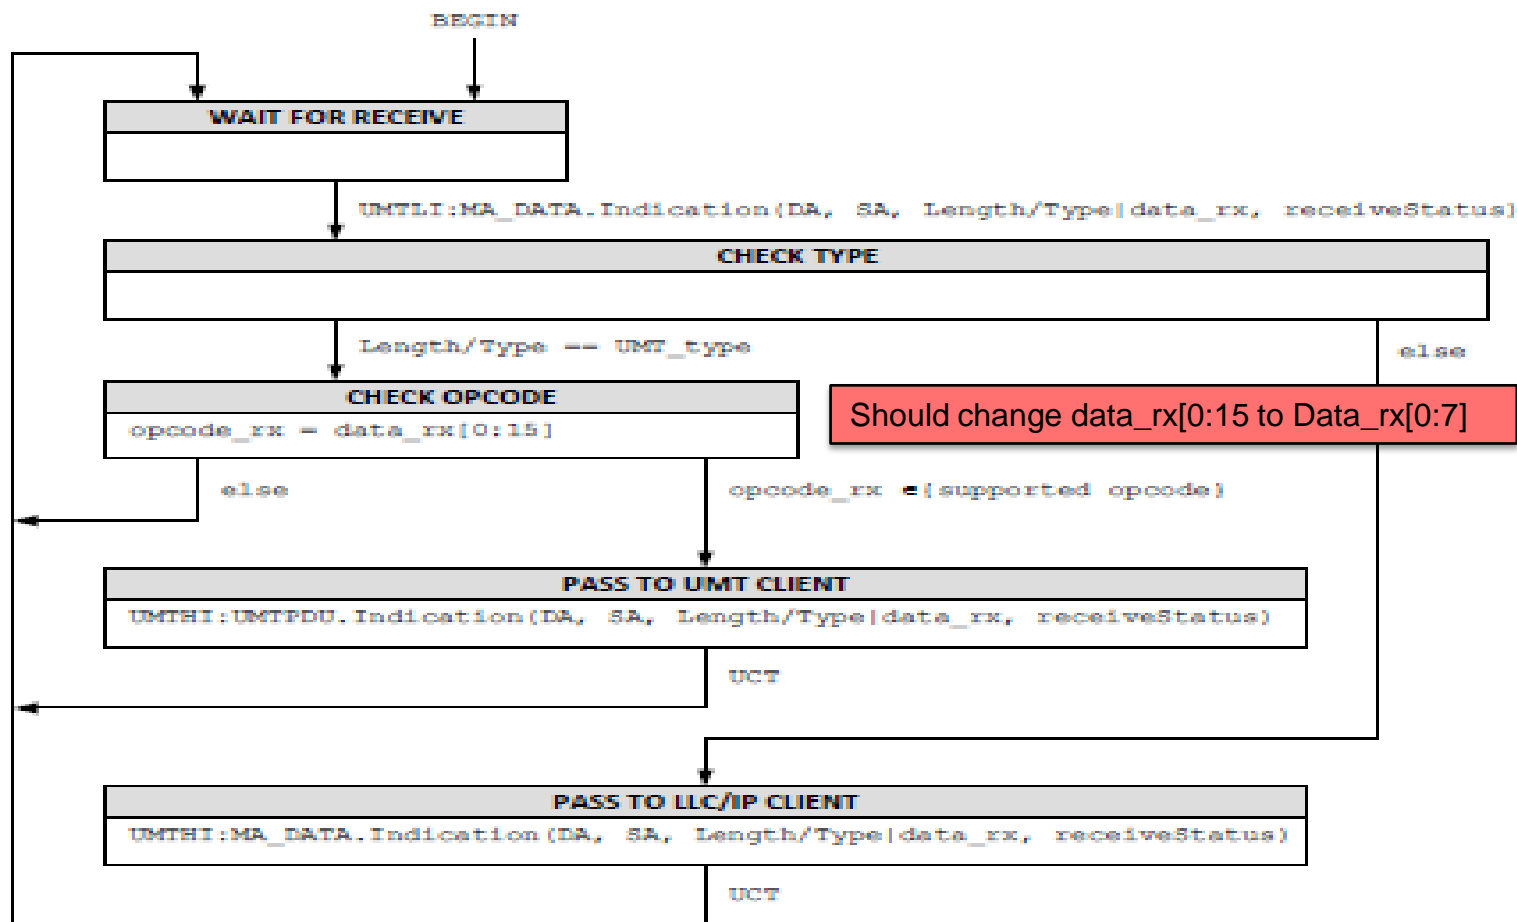 BEGIN
WAIT FOR RECEIVE
UMTLI:MA_DATA.Indication(DA, SA, Length/Type|data_rx, receiveStatus)
CHECK TYPE
Length/Type == UMT_type
else
CHECK OPCODE
opcode_rx = data_rx[0:15]
Should change data_rx[0:15 to Data_rx[0:7]
else
opcode_rx ∈{supported opcode}
PASS TO UMT CLIENT
UMTHI:UMTPDU.Indication(DA, SA, Length/Type|data_rx, receiveStatus)
UCT
PASS TO LLC/IP CLIENT
UMTHI:MA_DATA.Indication(DA, SA, Length/Type|data_rx, receiveStatus)
UCT